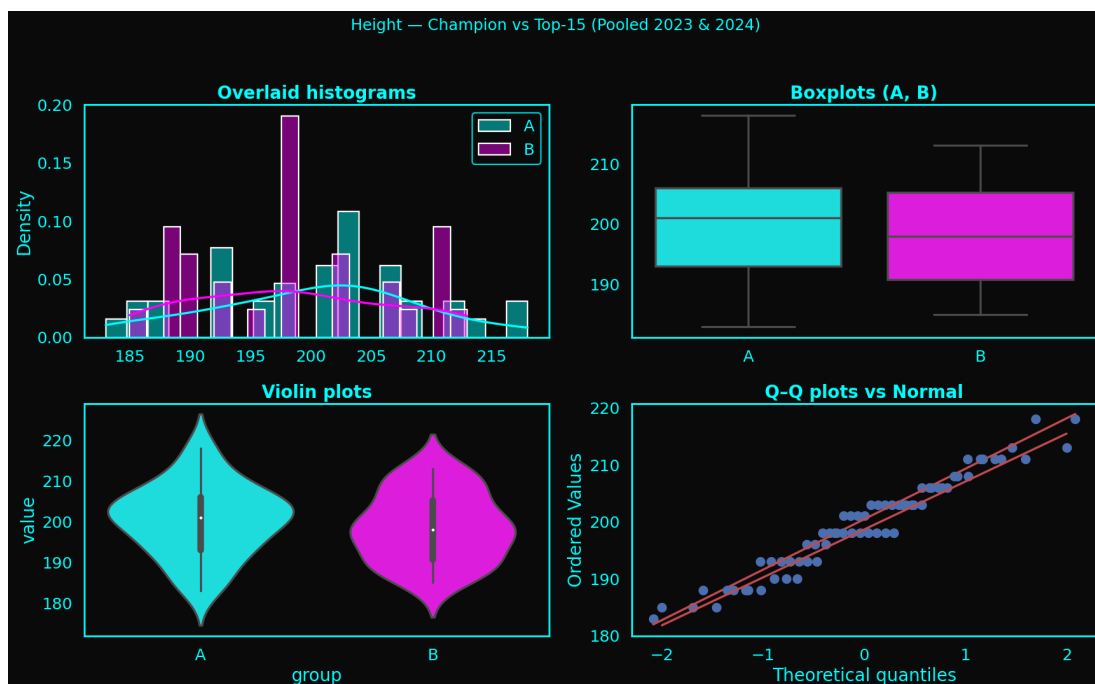 Height — Champion vs Top-15 (Pooled 2023 & 2024)
Overlaid histograms
0.20
0.15
0.10
0.05
0.00
Density
A
B
185 190 195 200 205 210 215
Boxplots (A, B)
210
200
190
A B
Violin plots
220
210
200
190
180
value
A B
group
Q–Q plots vs Normal
220
210
200
190
180
Ordered Values
−2 −1 0 1 2
Theoretical quantiles